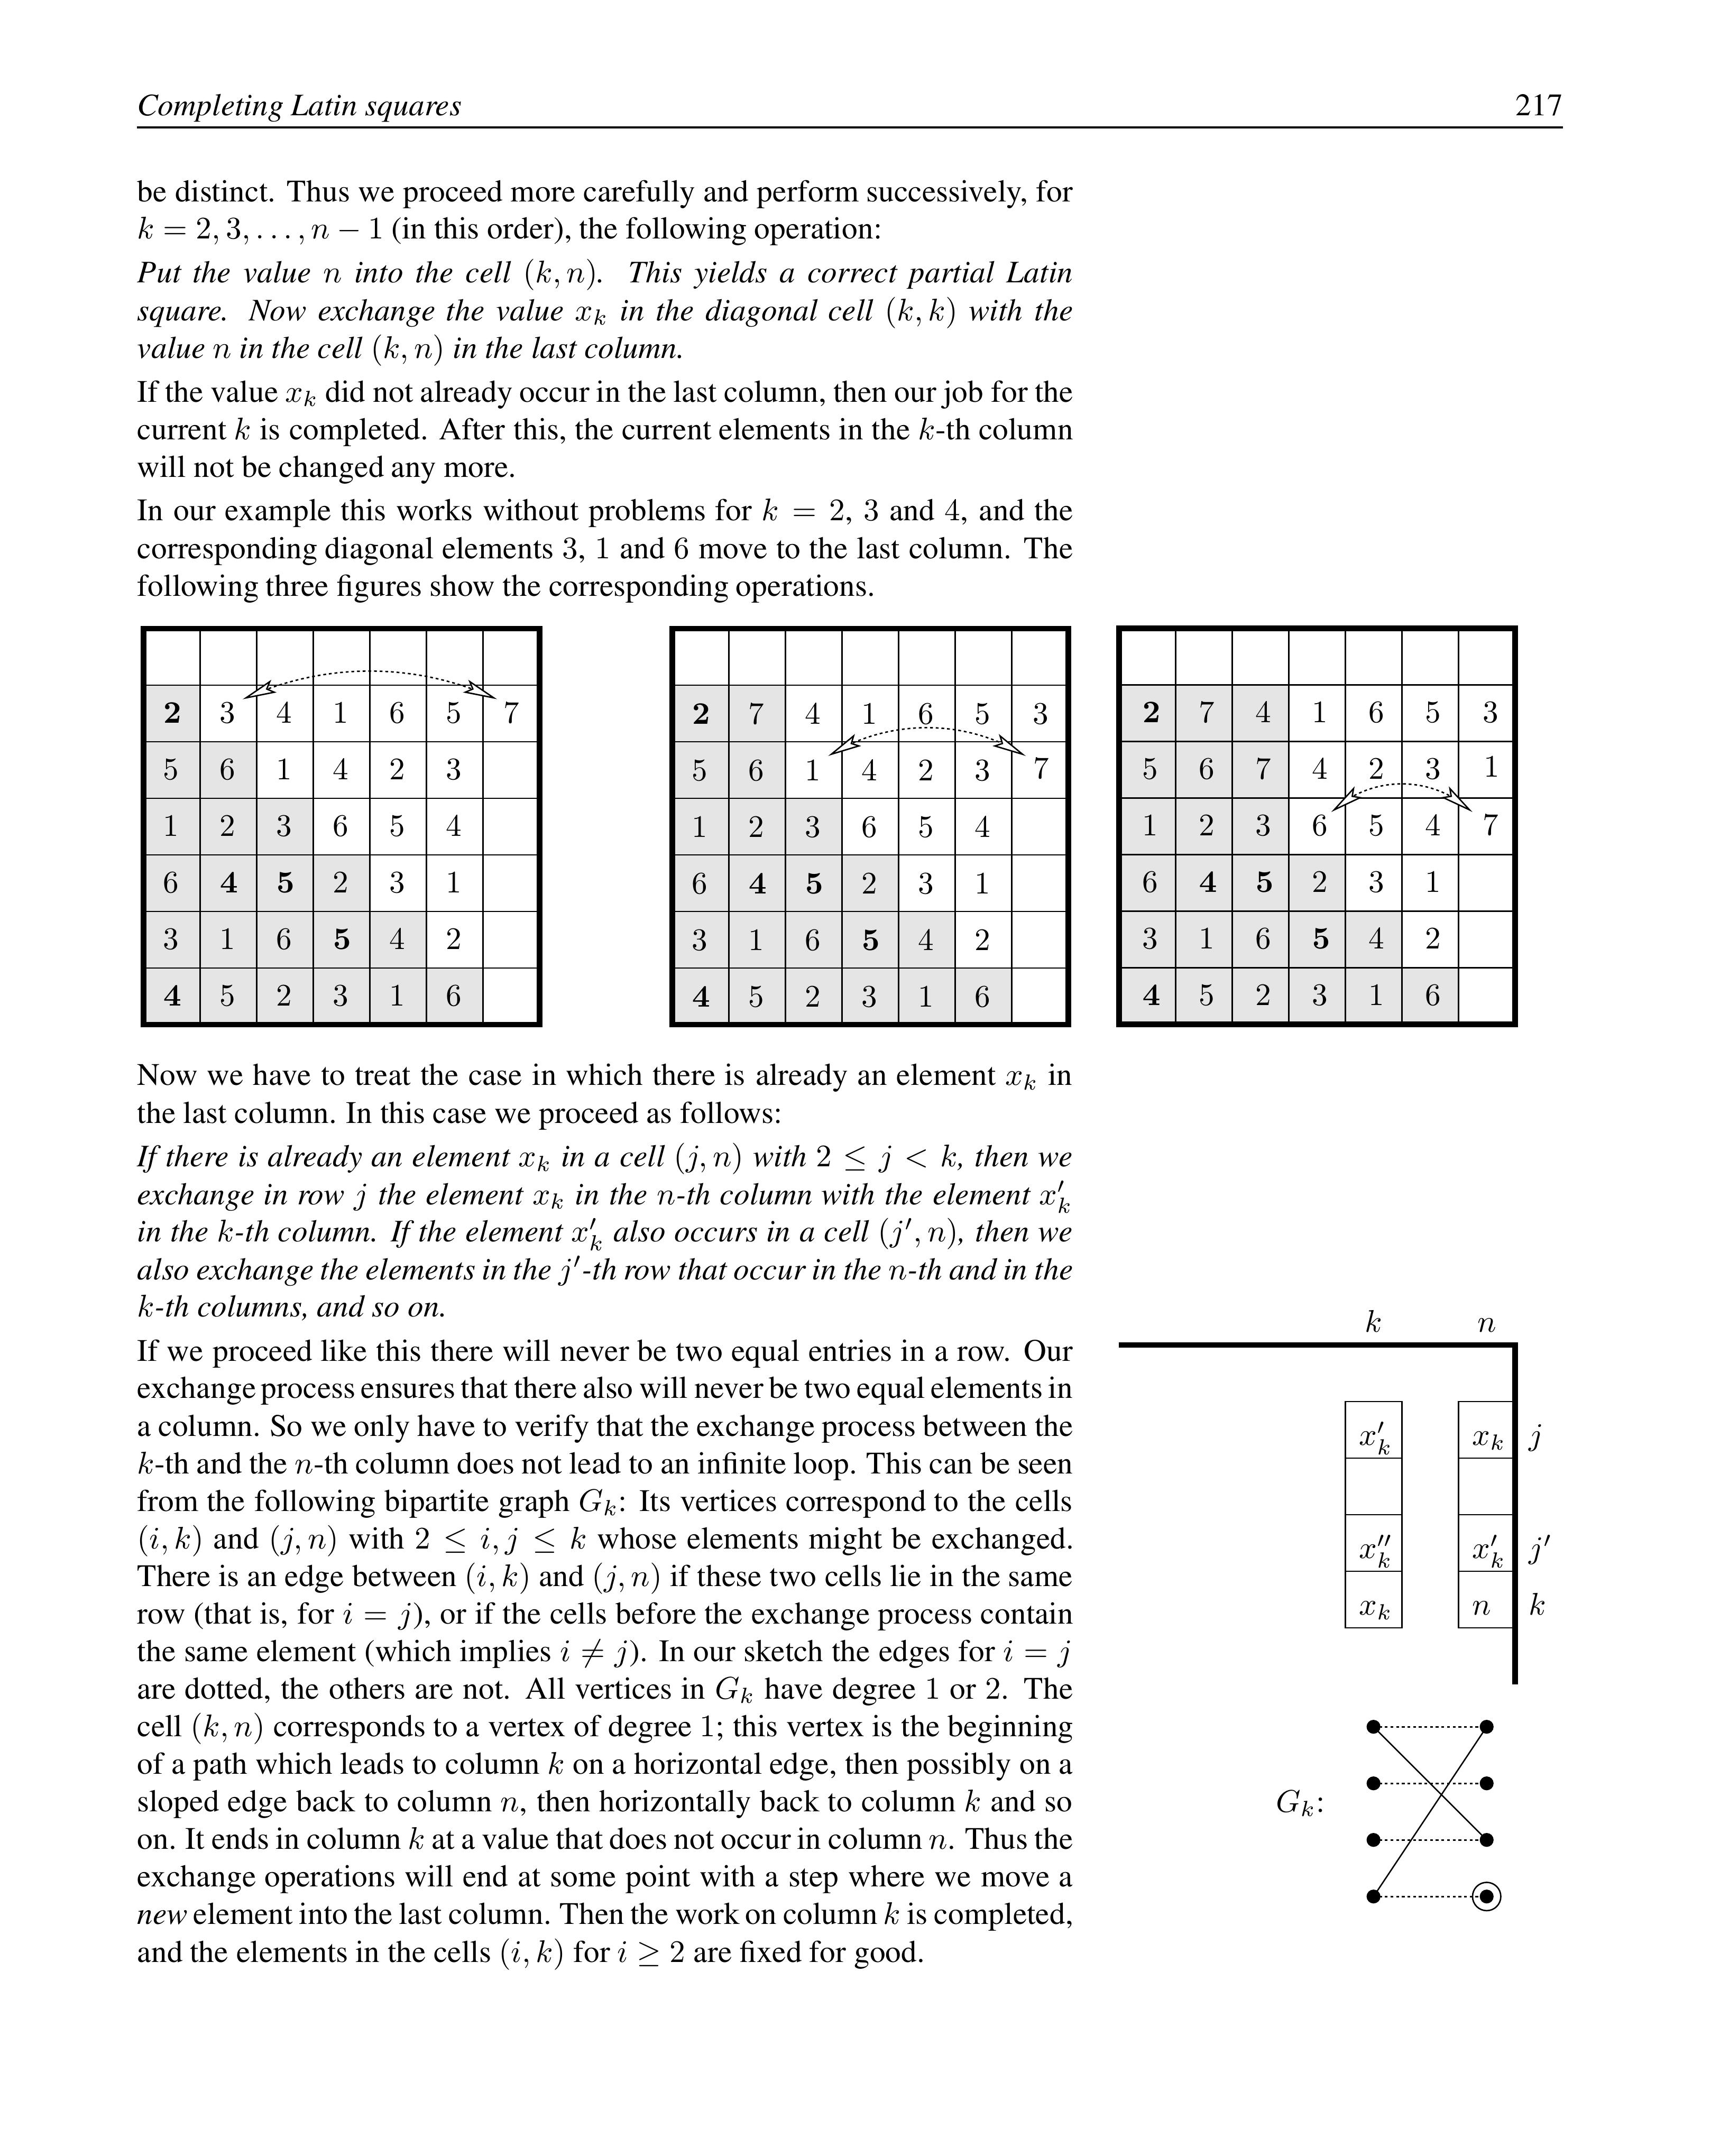 Completing Latin squares 217
be distinct. Thus we proceed more carefully and perform successively, for
k = 2, 3, . . . , n − 1 (in this order), the following operation:
Put the value n into the cell (k, n). This yields a correct partial Latin
square. Now exchange the value xₖ in the diagonal cell (k, k) with the
value n in the cell (k, n) in the last column.
If the value xₖ did not already occur in the last column, then our job for the
current k is completed. After this, the current elements in the k-th column
will not be changed any more.
In our example this works without problems for k = 2, 3 and 4, and the
corresponding diagonal elements 3, 1 and 6 move to the last column. The
following three figures show the corresponding operations.
2 3 4 1 6 5 7
5 6 1 4 2 3
1 2 3 6 5 4
6 4 5 2 3 1
3 1 6 5 4 2
4 5 2 3 1 6
2 7 4 1 6 5 3
5 6 1 4 2 3 7
1 2 3 6 5 4
6 4 5 2 3 1
3 1 6 5 4 2
4 5 2 3 1 6
2 7 4 1 6 5 3
5 6 7 4 2 3 1
1 2 3 6 5 4 7
6 4 5 2 3 1
3 1 6 5 4 2
4 5 2 3 1 6
Now we have to treat the case in which there is already an element xₖ in
the last column. In this case we proceed as follows:
If there is already an element xₖ in a cell (j, n) with 2 ≤ j < k, then we
exchange in row j the element xₖ in the n-th column with the element x′ₖ
in the k-th column. If the element x′ₖ also occurs in a cell (j′, n), then we
also exchange the elements in the j′-th row that occur in the n-th and in the
k-th columns, and so on.
If we proceed like this there will never be two equal entries in a row. Our
exchange process ensures that there also will never be two equal elements in
a column. So we only have to verify that the exchange process between the
k-th and the n-th column does not lead to an infinite loop. This can be seen
from the following bipartite graph Gₖ: Its vertices correspond to the cells
(i, k) and (j, n) with 2 ≤ i, j ≤ k whose elements might be exchanged.
There is an edge between (i, k) and (j, n) if these two cells lie in the same
row (that is, for i = j), or if the cells before the exchange process contain
the same element (which implies i ≠ j). In our sketch the edges for i = j
are dotted, the others are not. All vertices in Gₖ have degree 1 or 2. The
cell (k, n) corresponds to a vertex of degree 1; this vertex is the beginning
of a path which leads to column k on a horizontal edge, then possibly on a
sloped edge back to column n, then horizontally back to column k and so
on. It ends in column k at a value that does not occur in column n. Thus the
exchange operations will end at some point with a step where we move a
new element into the last column. Then the work on column k is completed,
and the elements in the cells (i, k) for i ≥ 2 are fixed for good.
k n
x′ₖ xₖ j
x″ₖ x′ₖ j′
xₖ n k
Gₖ: